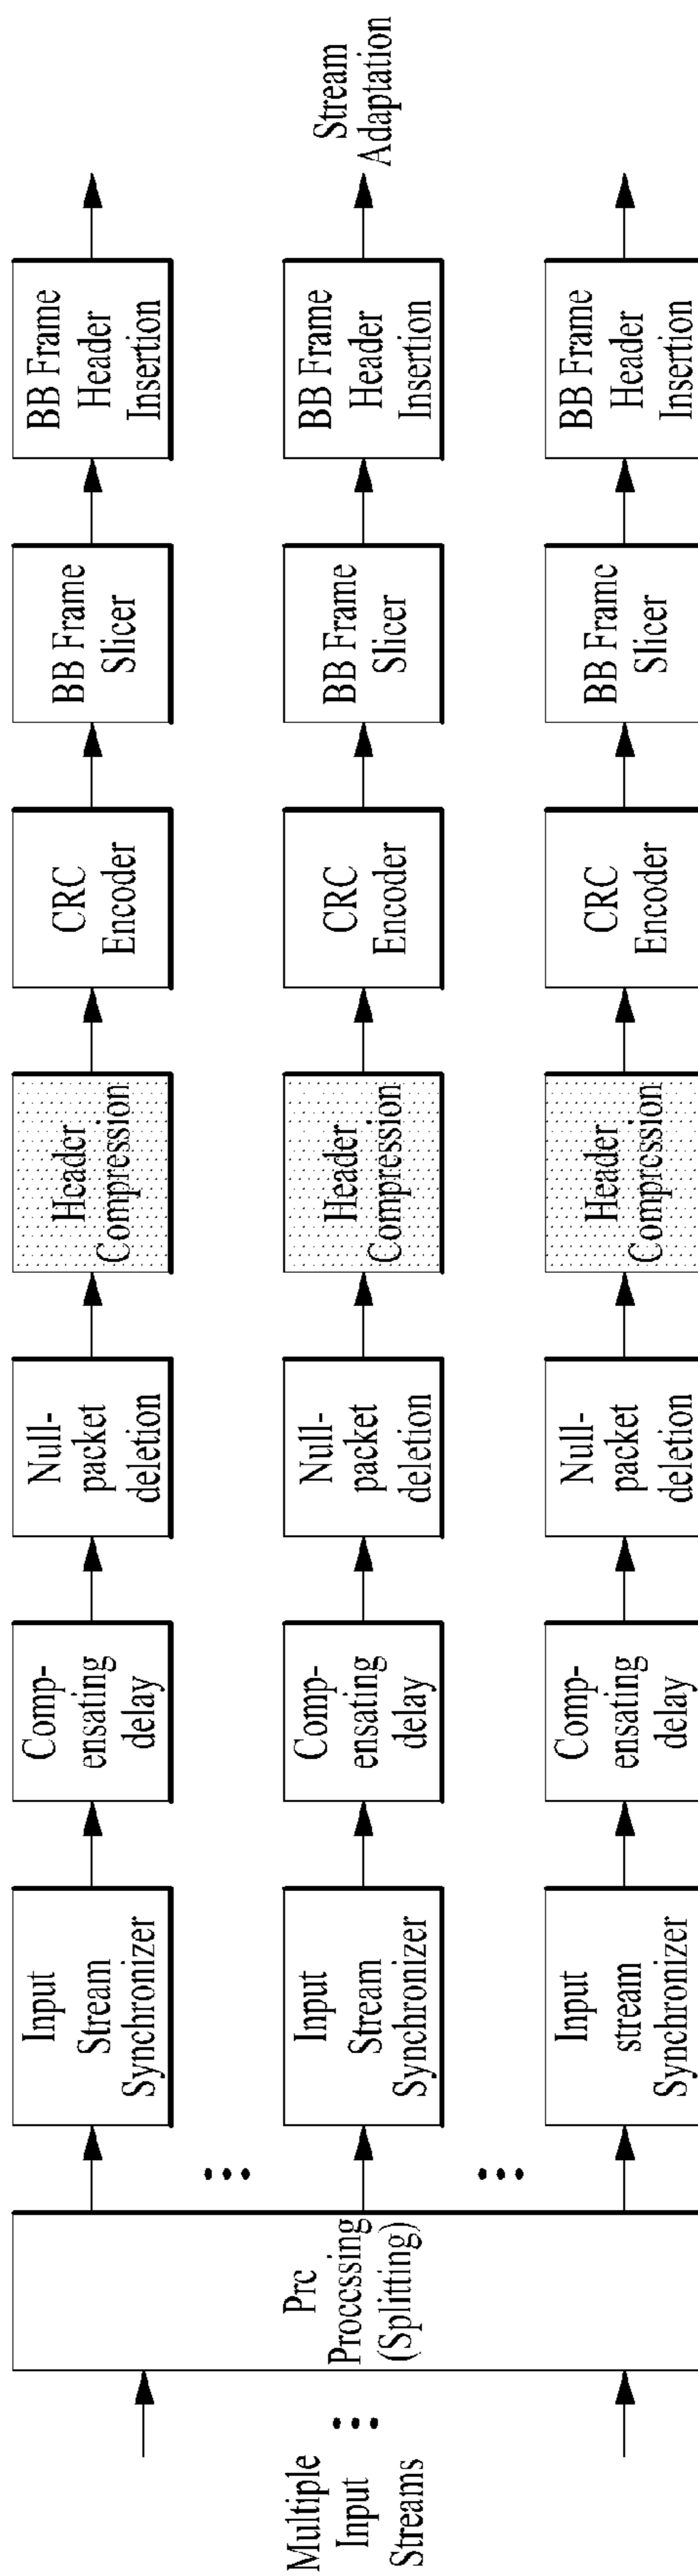 Multiple
Input
Streams
Pre
Processing
(Splitting)
Input
Stream
Synchronizer
Comp-
ensating
delay
Null-
packet
deletion
Header
Compression
CRC
Encoder
BB Frame
Slicer
BB Frame
Header
Insertion
Input
Stream
Synchronizer
Comp-
ensating
delay
Null-
packet
deletion
Header
Compression
CRC
Encoder
BB Frame
Slicer
BB Frame
Header
Insertion
Stream
Adaptation
Input
stream
Synchronizer
Comp-
ensating
delay
Null-
packet
deletion
Header
Compression
CRC
Encoder
BB Frame
Slicer
BB Frame
Header
Insertion